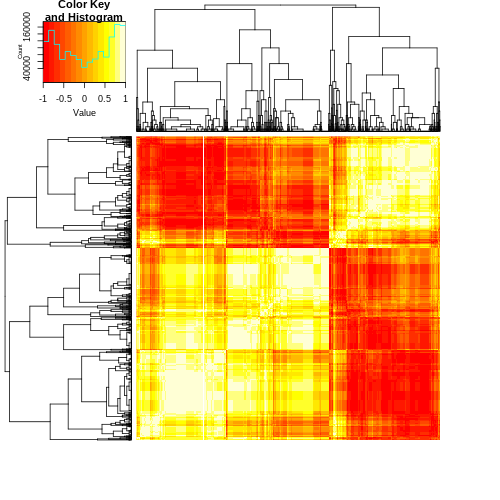 Color Key
and Histogram
Count
40000
160000
-1 -0.5 0 0.5 1
Value